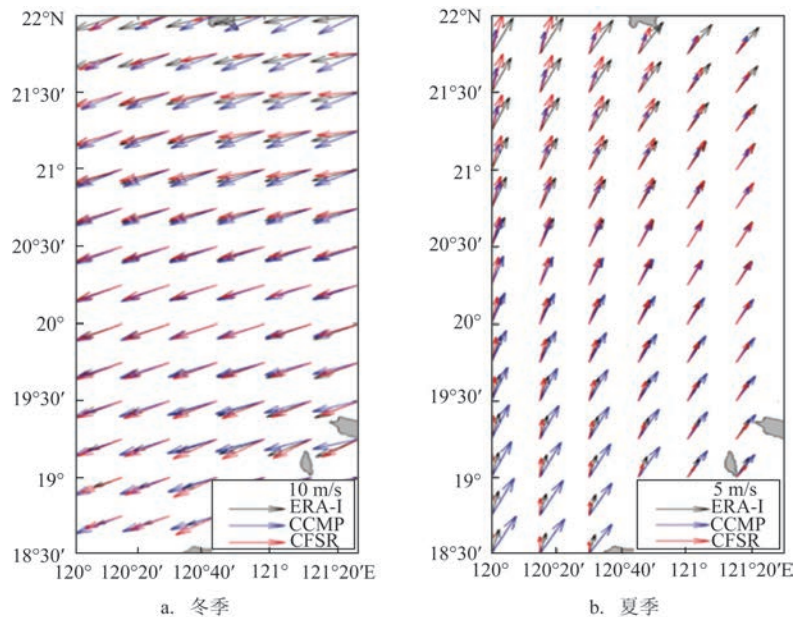 22°N
21°30′
21°
20°30′
20°
19°30′
19°
18°30′
120° 120°20′ 120°40′ 121° 121°20′E
10 m/s
ERA-I
CCMP
CFSR
a. 冬季
22°N
21°30′
21°
20°30′
20°
19°30′
19°
18°30′
120° 120°20′ 120°40′ 121° 121°20′E
5 m/s
ERA-I
CCMP
CFSR
b. 夏季